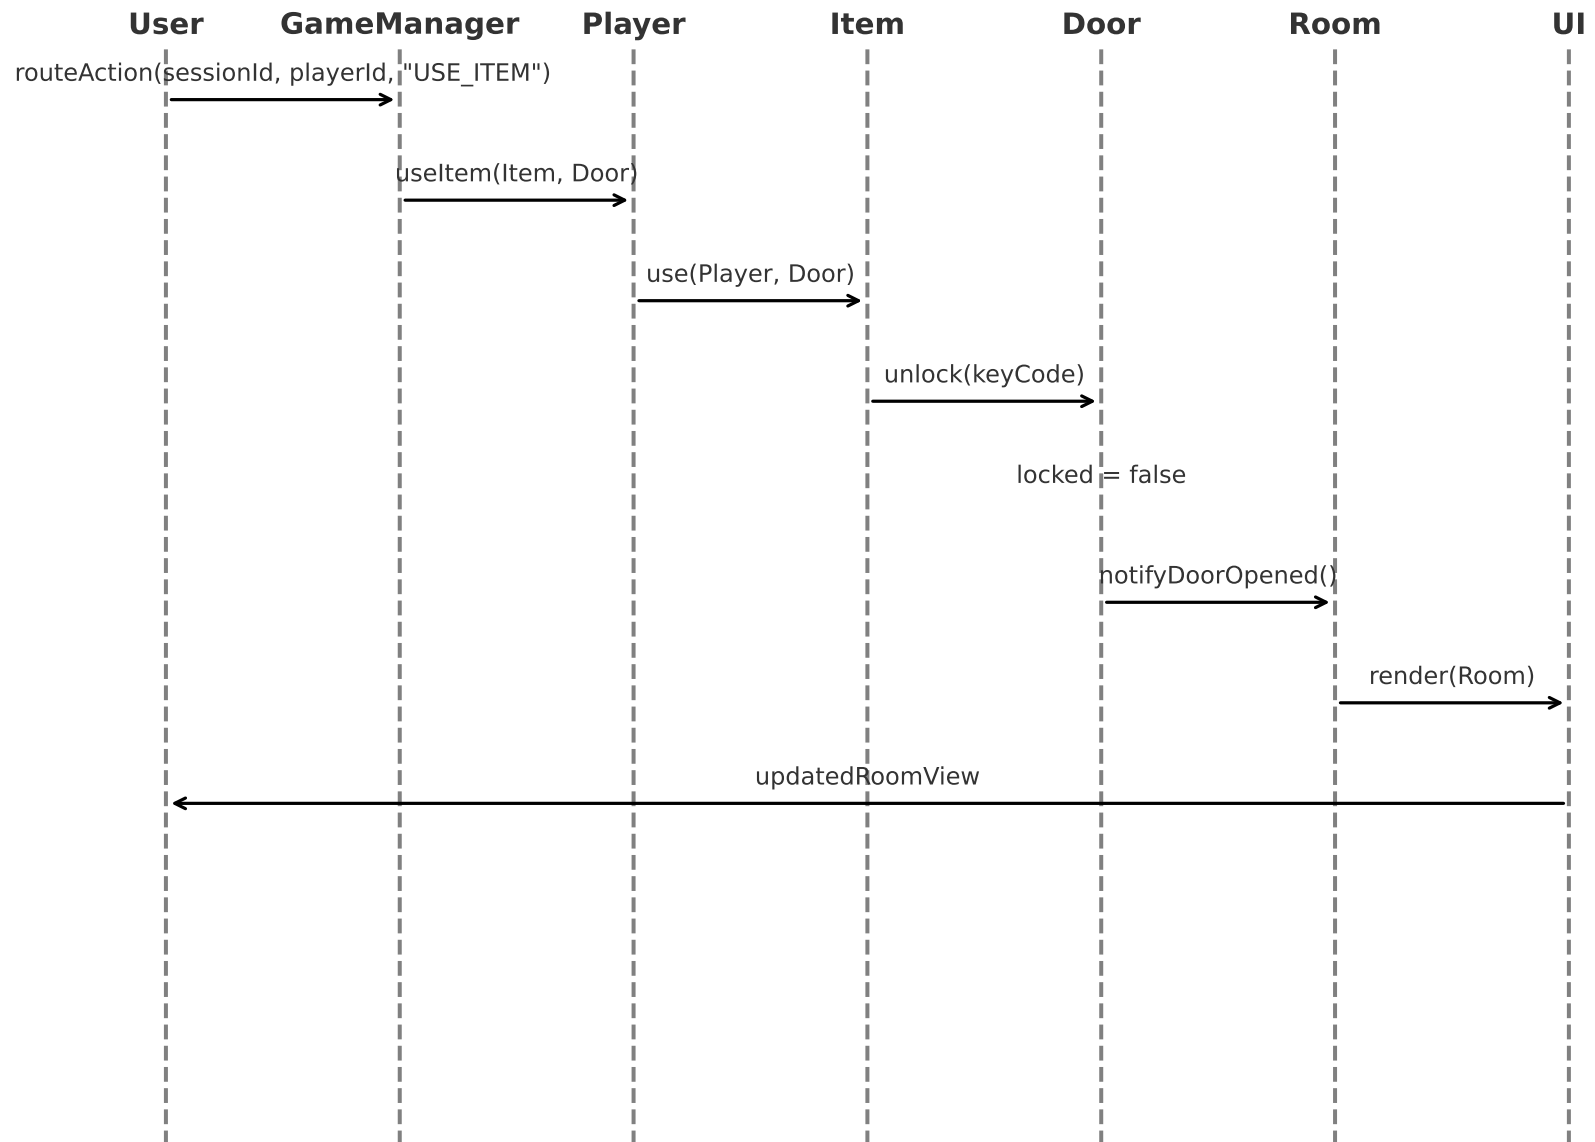 User GameManager Player Item Door Room UI
routeAction(sessionId, playerId, "USE_ITEM")
useItem(Item, Door)
use(Player, Door)
unlock(keyCode)
locked = false
notifyDoorOpened()
render(Room)
updatedRoomView